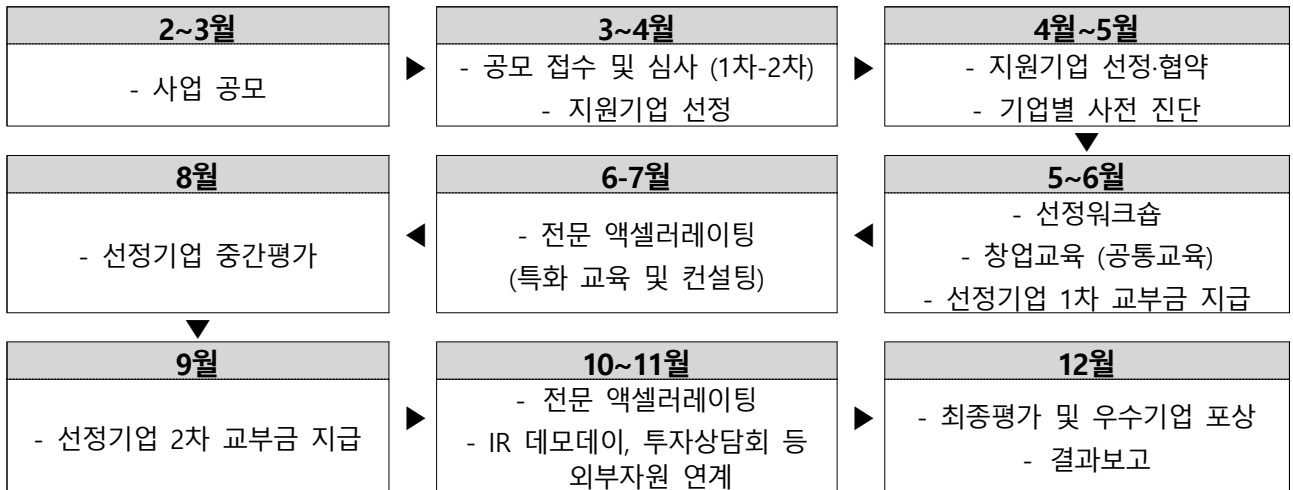 2~3월
- 사업 공모
▶
3~4월
- 공모 접수 및 심사 (1차-2차)
- 지원기업 선정
▶
4월~5월
- 지원기업 선정·협약
- 기업별 사전 진단
▼
5~6월
- 선정워크숍
- 창업교육 (공통교육)
- 선정기업 1차 교부금 지급
◀
6-7월
- 전문 액셀러레이팅
(특화 교육 및 컨설팅)
◀
8월
- 선정기업 중간평가
▼
9월
- 선정기업 2차 교부금 지급
▶
10~11월
- 전문 액셀러레이팅
- IR 데모데이, 투자상담회 등
외부자원 연계
▶
12월
- 최종평가 및 우수기업 포상
- 결과보고